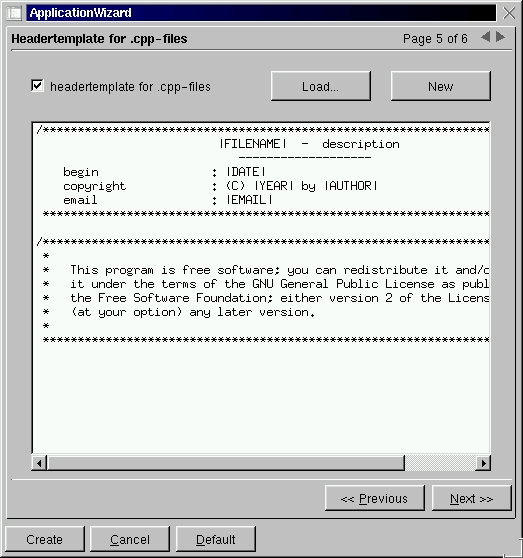 ApplicationWizard
Headertemplate for .cpp-files Page 5 of 6
headertemplate for .cpp-files Load... New
/****************************************************************
|FILENAME| - description
-------------------
begin : |DATE|
copyright : (C) |YEAR| by |AUTHOR|
email : |EMAIL|
****************************************************************
/****************************************************************
*
* This program is free software; you can redistribute it and/o
* it under the terms of the GNU General Public License as publ
* the Free Software Foundation; either version 2 of the Licens
* (at your option) any later version.
*
****************************************************************
<< Previous Next >>
Create Cancel Default